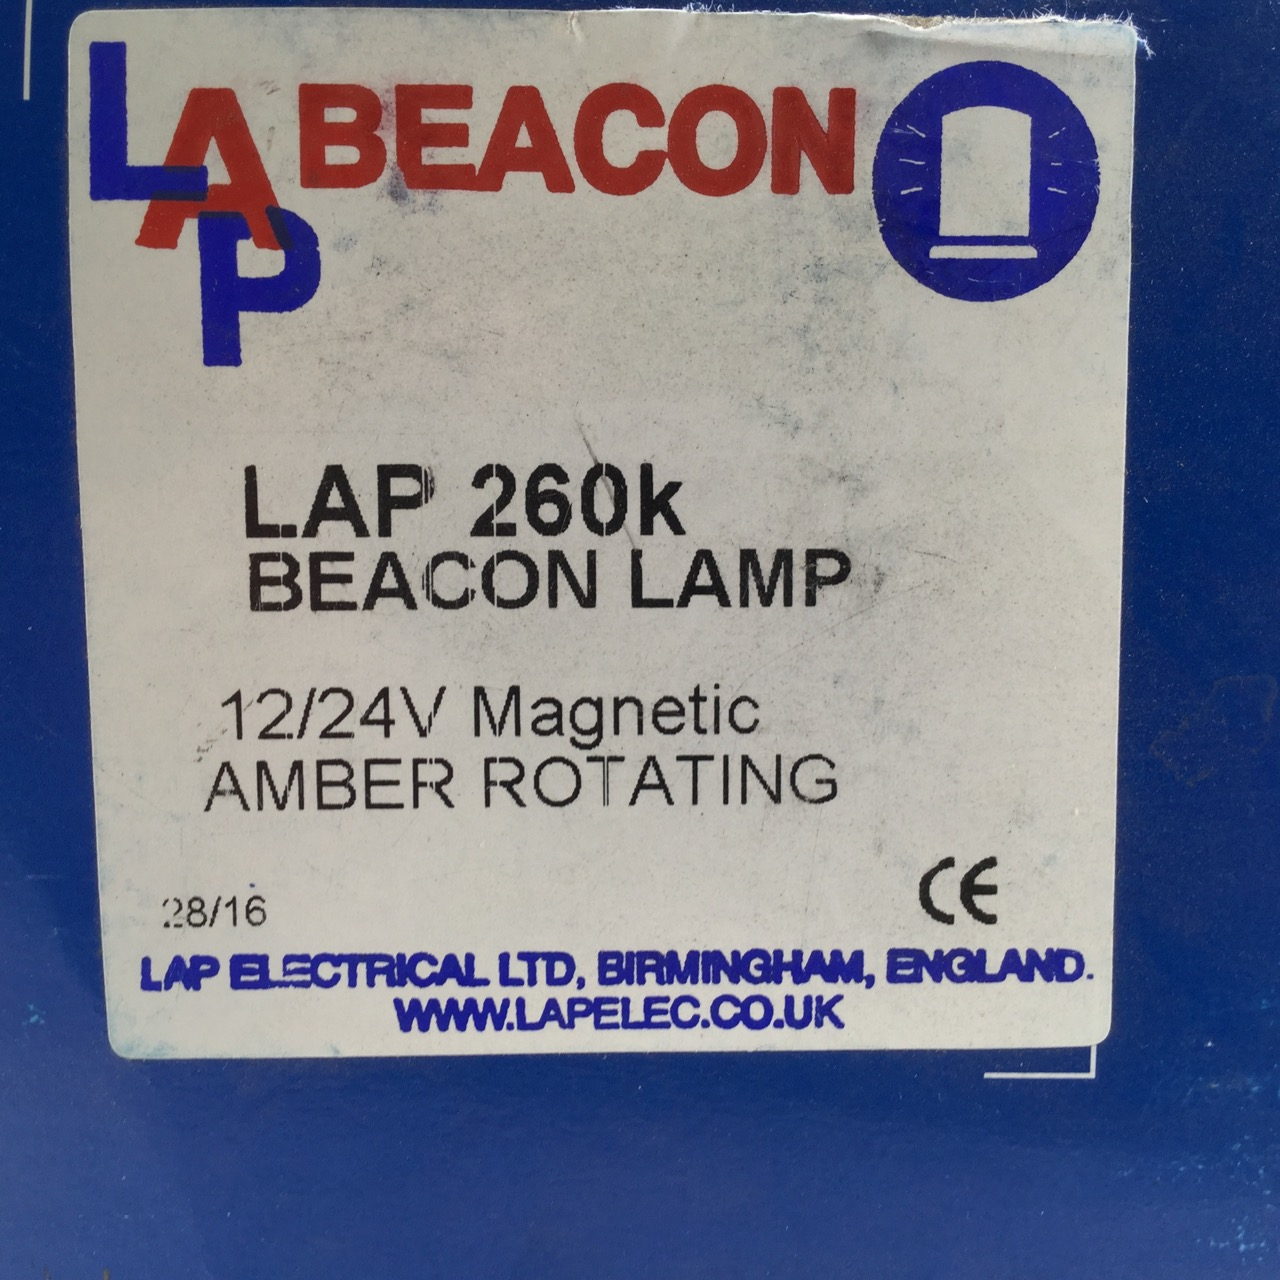 LAP BEACON
LAP 260k
BEACON LAMP
12/24V Magnetic
AMBER ROTATING
28/16
CE
LAP ELECTRICAL LTD, BIRMINGHAM, ENGLAND.
WWW.LAPELEC.CO.UK